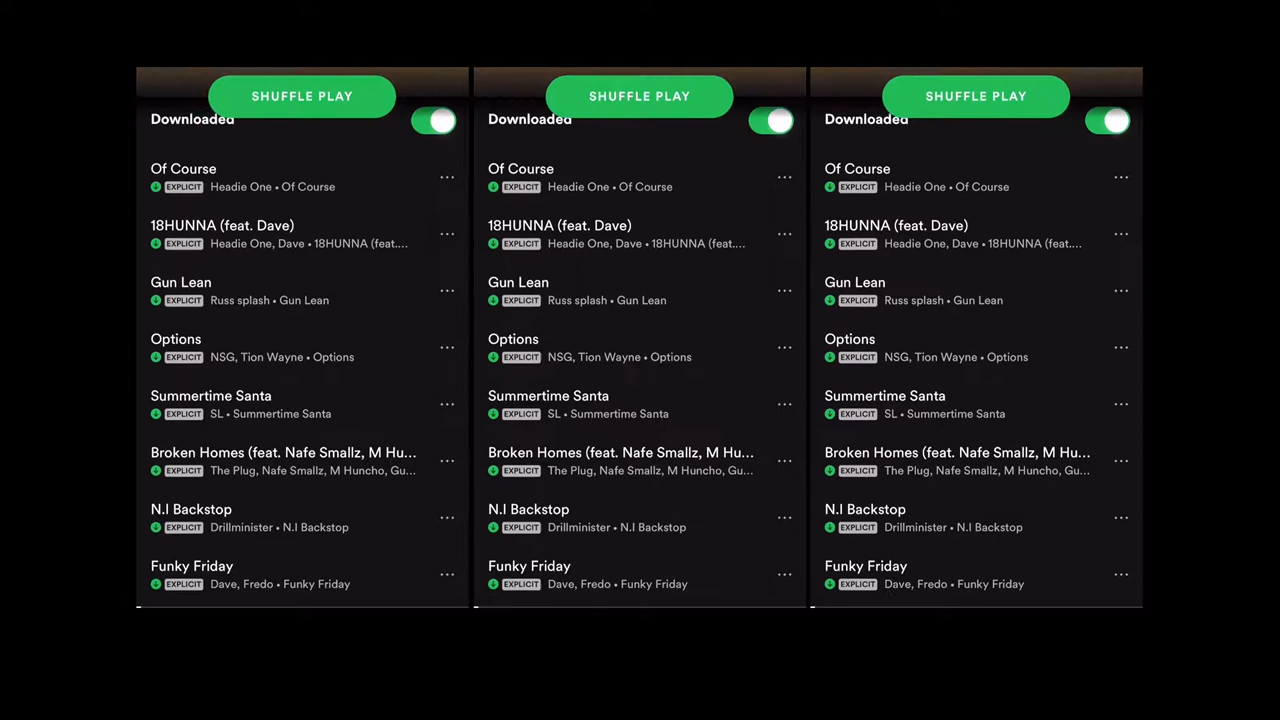 SHUFFLE PLAY
Downloaded
Of Course
EXPLICIT Headie One • Of Course
18HUNNA (feat. Dave)
EXPLICIT Headie One, Dave • 18HUNNA (feat....
Gun Lean
EXPLICIT Russ splash • Gun Lean
Options
EXPLICIT NSG, Tion Wayne • Options
Summertime Santa
EXPLICIT SL • Summertime Santa
Broken Homes (feat. Nafe Smallz, M Hu...
EXPLICIT The Plug, Nafe Smallz, M Huncho, Gu...
N.I Backstop
EXPLICIT Drillminister • N.I Backstop
Funky Friday
EXPLICIT Dave, Fredo • Funky Friday
SHUFFLE PLAY
Downloaded
Of Course
EXPLICIT Headie One • Of Course
18HUNNA (feat. Dave)
EXPLICIT Headie One, Dave • 18HUNNA (feat....
Gun Lean
EXPLICIT Russ splash • Gun Lean
Options
EXPLICIT NSG, Tion Wayne • Options
Summertime Santa
EXPLICIT SL • Summertime Santa
Broken Homes (feat. Nafe Smallz, M Hu...
EXPLICIT The Plug, Nafe Smallz, M Huncho, Gu...
N.I Backstop
EXPLICIT Drillminister • N.I Backstop
Funky Friday
EXPLICIT Dave, Fredo • Funky Friday
SHUFFLE PLAY
Downloaded
Of Course
EXPLICIT Headie One • Of Course
18HUNNA (feat. Dave)
EXPLICIT Headie One, Dave • 18HUNNA (feat....
Gun Lean
EXPLICIT Russ splash • Gun Lean
Options
EXPLICIT NSG, Tion Wayne • Options
Summertime Santa
EXPLICIT SL • Summertime Santa
Broken Homes (feat. Nafe Smallz, M Hu...
EXPLICIT The Plug, Nafe Smallz, M Huncho, Gu...
N.I Backstop
EXPLICIT Drillminister • N.I Backstop
Funky Friday
EXPLICIT Dave, Fredo • Funky Friday